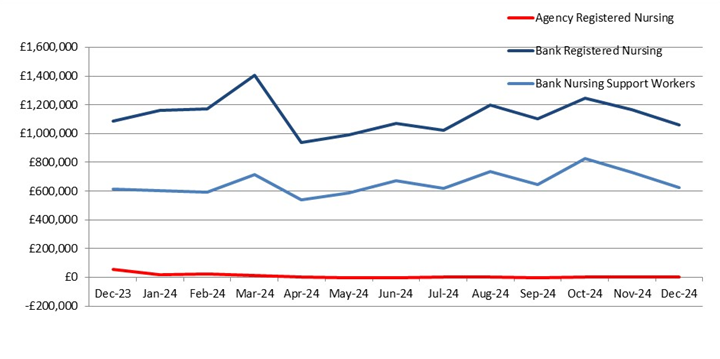 Agency Registered Nursing
Bank Registered Nursing
Bank Nursing Support Workers
£1,600,000
£1,400,000
£1,200,000
£1,000,000
£800,000
£600,000
£400,000
£200,000
£0
-£200,000
Dec-23 Jan-24 Feb-24 Mar-24 Apr-24 May-24 Jun-24 Jul-24 Aug-24 Sep-24 Oct-24 Nov-24 Dec-24